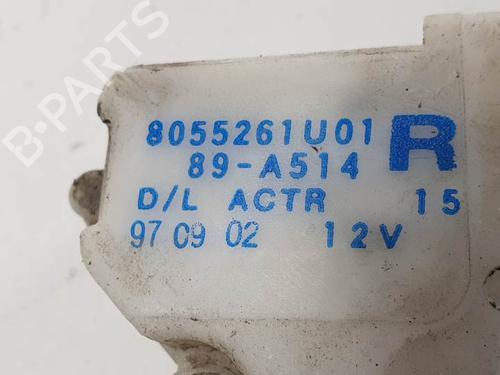 B-PARTS
8055261U01 R
89-A514
D/L ACTR 15
97 09 02 12V